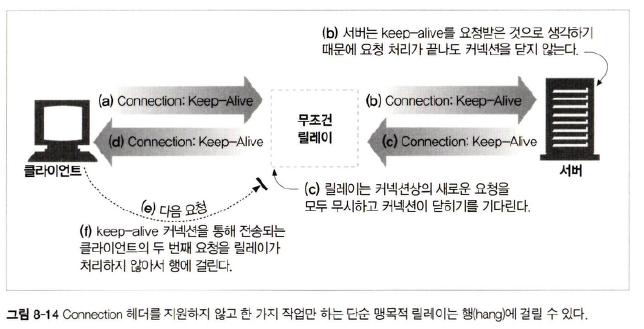 (b) 서버는 keep-alive를 요청받은 것으로 생각하기
때문에 요청 처리가 끝나도 커넥션을 닫지 않는다.
(a) Connection: Keep-Alive
(d) Connection: Keep-Alive
무조건
릴레이
(b) Connection: Keep-Alive
(c) Connection: Keep-Alive
클라이언트
서버
(e) 다음 요청
(c) 릴레이는 커넥션상의 새로운 요청을
모두 무시하고 커넥션이 닫히기를 기다린다.
(f) keep-alive 커넥션을 통해 전송되는
클라이언트의 두 번째 요청을 릴레이가
처리하지 않아서 행에 걸린다.
그림 8-14 Connection 헤더를 지원하지 않고 한 가지 작업만 하는 단순 맹목적 릴레이는 행(hang)에 걸릴 수 있다.